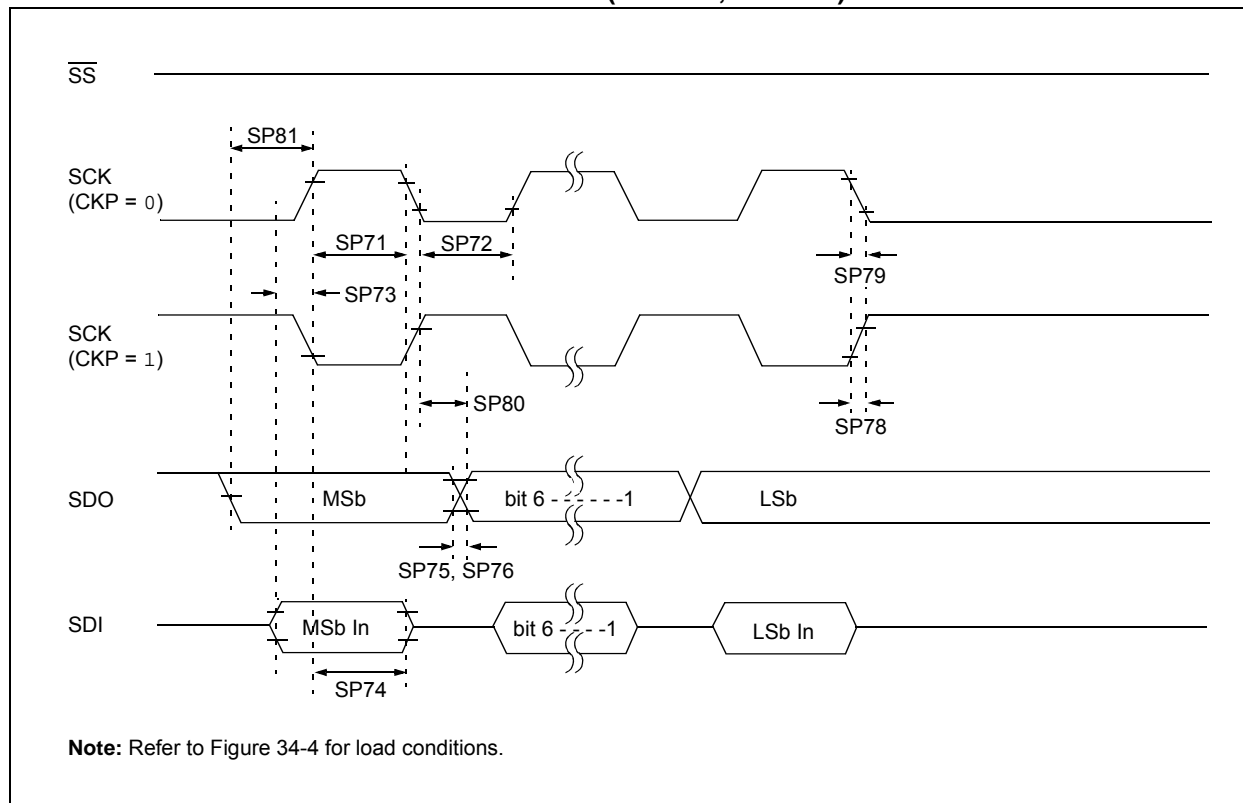 SS
SP81
SCK
(CKP = 0)
SP71
SP72
SP79
SP73
SCK
(CKP = 1)
SP80
SP78
SDO
MSb
bit 6 - - - - - -1
LSb
SP75, SP76
SDI
MSb In
bit 6 - - - -1
LSb In
SP74
Note: Refer to Figure 34-4 for load conditions.